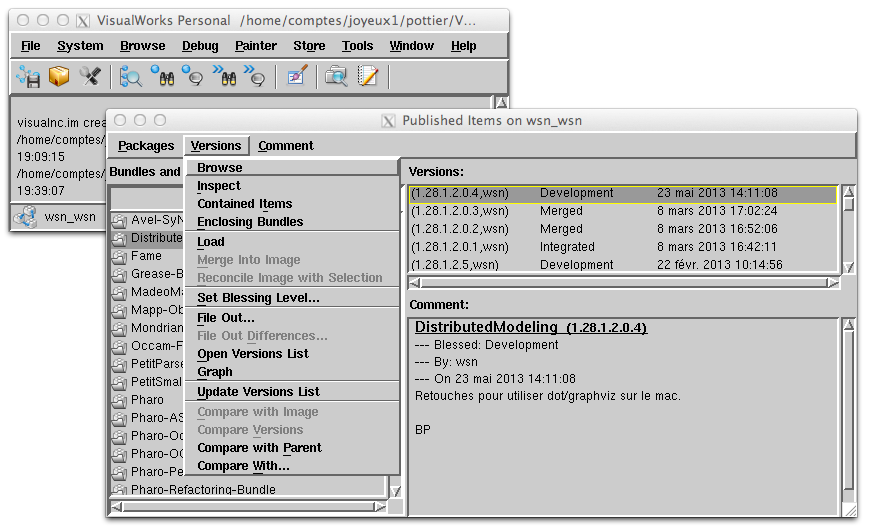 VisualWorks Personal /home/comptes/joyeux1/pottier/V...
File System Browse Debug Painter Store Tools Window Help
visualnc.im crea
/home/comptes/
19:09:15
/home/comptes/
19:39:07
wsn_wsn
Published Items on wsn_wsn
Packages Versions Comment
Bundles and
Avel-SyN
Distribute
Fame
Grease-B
MadeoMa
Mapp-Ob
Mondrian
Occam-F
PetitParse
PetitSmal
Pharo
Pharo-AS
Pharo-Oc
Pharo-OC
Pharo-Pe
Pharo-Refactoring-Bundle
Browse
Inspect
Contained Items
Enclosing Bundles
Load
Merge Into Image
Reconcile Image with Selection
Set Blessing Level...
File Out...
File Out Differences...
Open Versions List
Graph
Update Versions List
Compare with Image
Compare Versions
Compare with Parent
Compare With...
Versions:
(1.28.1.2.0.4,wsn) Development 23 mai 2013 14:11:08
(1.28.1.2.0.3,wsn) Merged 8 mars 2013 17:02:24
(1.28.1.2.0.2,wsn) Merged 8 mars 2013 16:52:06
(1.28.1.2.0.1,wsn) Integrated 8 mars 2013 16:42:11
(1.28.1.2.5,wsn) Development 22 févr. 2013 10:14:56
Comment:
DistributedModeling (1.28.1.2.0.4)
--- Blessed: Development
--- By: wsn
--- On 23 mai 2013 14:11:08
Retouches pour utiliser dot/graphviz sur le mac.
BP